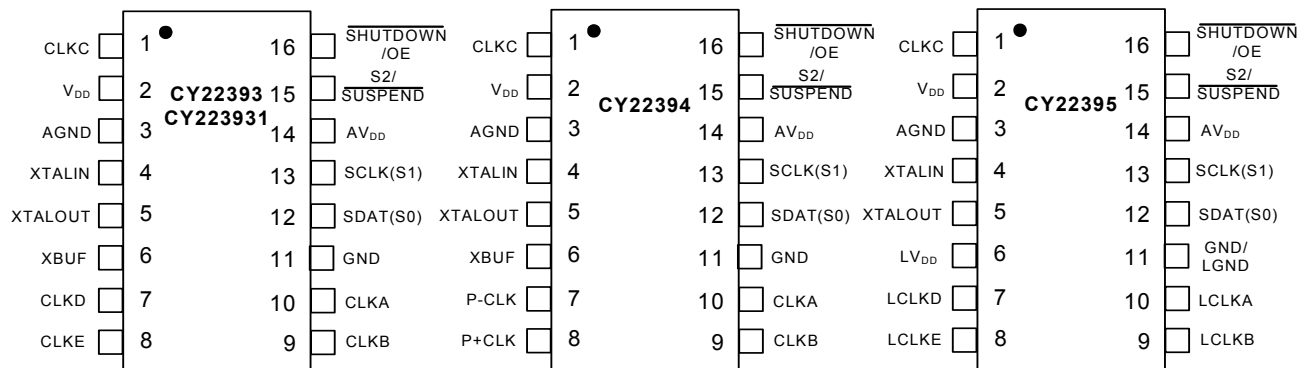 CLKC 1 16 SHUTDOWN
/OE
VDD 2 15 S2/
SUSPEND
CY22393
CY223931
AGND 3 14 AVDD
XTALIN 4 13 SCLK(S1)
XTALOUT 5 12 SDAT(S0)
XBUF 6 11 GND
CLKD 7 10 CLKA
CLKE 8 9 CLKB
CLKC 1 16 SHUTDOWN
/OE
VDD 2 15 S2/
SUSPEND
CY22394
AGND 3 14 AVDD
XTALIN 4 13 SCLK(S1)
XTALOUT 5 12 SDAT(S0)
XBUF 6 11 GND
P-CLK 7 10 CLKA
P+CLK 8 9 CLKB
CLKC 1 16 SHUTDOWN
/OE
VDD 2 15 S2/
SUSPEND
CY22395
AGND 3 14 AVDD
XTALIN 4 13 SCLK(S1)
XTALOUT 5 12 SDAT(S0)
LVDD 6 11 GND/
LGND
LCLKD 7 10 LCLKA
LCLKE 8 9 LCLKB